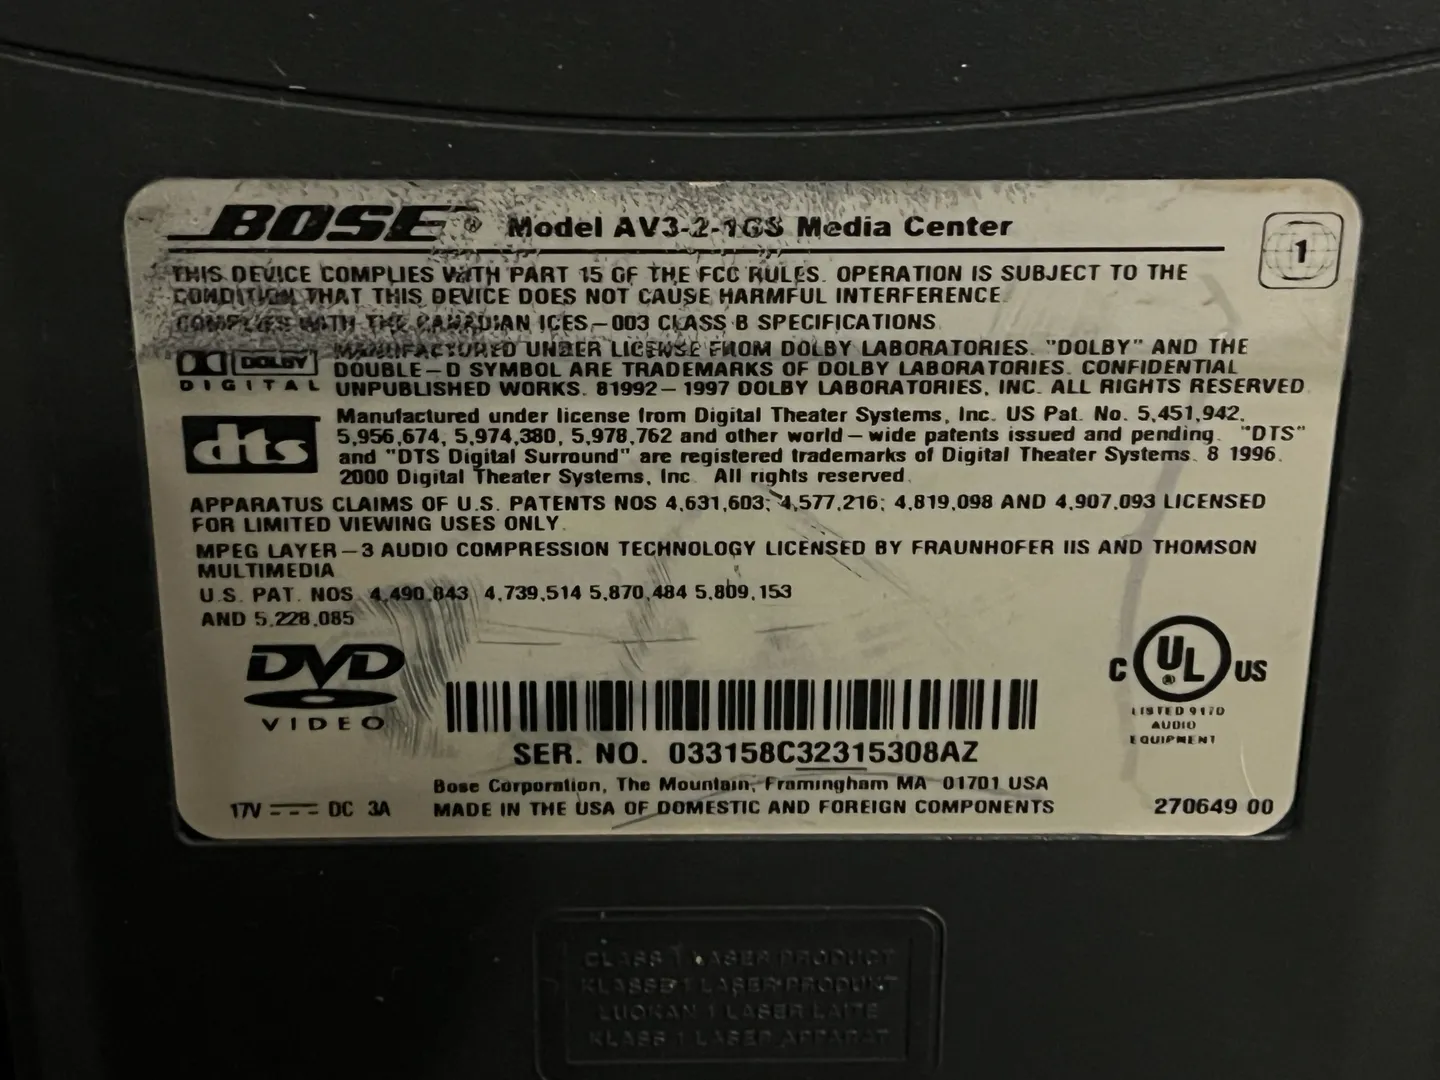 BOSE® Model AV3-2-1GS Media Center
1
THIS DEVICE COMPLIES WITH PART 15 OF THE FCC RULES. OPERATION IS SUBJECT TO THE
CONDITION THAT THIS DEVICE DOES NOT CAUSE HARMFUL INTERFERENCE.
COMPLIES WITH THE CANADIAN ICES-003 CLASS B SPECIFICATIONS.
DOLBY
DIGITAL
MANUFACTURED UNDER LICENSE FROM DOLBY LABORATORIES. "DOLBY" AND THE
DOUBLE-D SYMBOL ARE TRADEMARKS OF DOLBY LABORATORIES. CONFIDENTIAL
UNPUBLISHED WORKS. 81992-1997 DOLBY LABORATORIES, INC. ALL RIGHTS RESERVED.
dts
Manufactured under license from Digital Theater Systems, Inc. US Pat. No. 5,451,942,
5,956,674, 5,974,380, 5,978,762 and other world-wide patents issued and pending. "DTS"
and "DTS Digital Surround" are registered trademarks of Digital Theater Systems. 8 1996,
2000 Digital Theater Systems, Inc. All rights reserved.
APPARATUS CLAIMS OF U.S. PATENTS NOS 4,631,603; 4,577,216; 4,819,098 AND 4,907,093 LICENSED
FOR LIMITED VIEWING USES ONLY.
MPEG LAYER-3 AUDIO COMPRESSION TECHNOLOGY LICENSED BY FRAUNHOFER IIS AND THOMSON
MULTIMEDIA
U.S. PAT. NOS. 4,490,843 4,739,514 5,870,484 5,809,153
AND 5,228,085
DVD
VIDEO
C UL® US
LISTED 917D
AUDIO
EQUIPMENT
SER. NO. 033158C32315308AZ
Bose Corporation, The Mountain, Framingham MA 01701 USA
17V DC 3A
MADE IN THE USA OF DOMESTIC AND FOREIGN COMPONENTS
270649 00
CLASS 1 LASER PRODUCT
KLASSE 1 LASER PRODUKT
LUOKAN 1 LASER LAITE
KLASS 1 LASER APPARAT